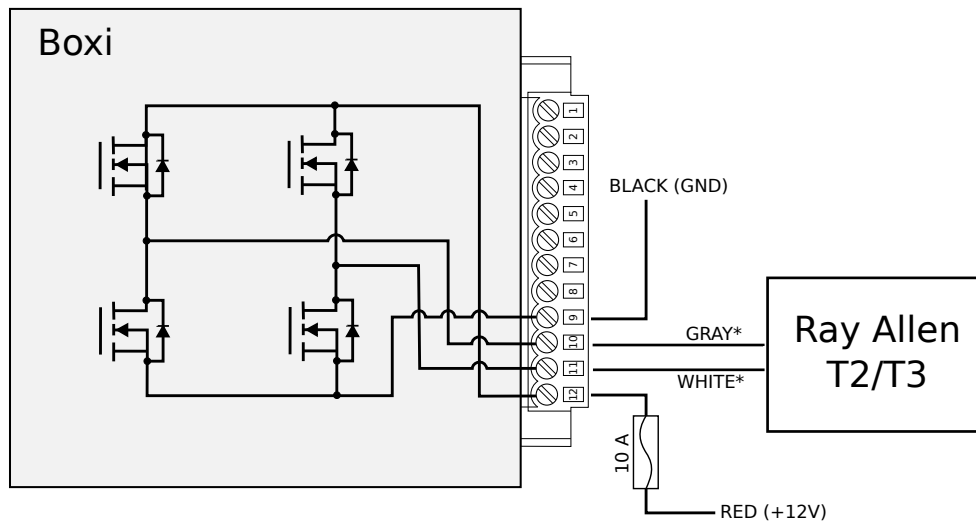 Boxi
1
2
3
4
5
6
7
8
9
10
11
12
BLACK (GND)
GRAY*
WHITE*
Ray Allen
T2/T3
10 A
RED (+12V)